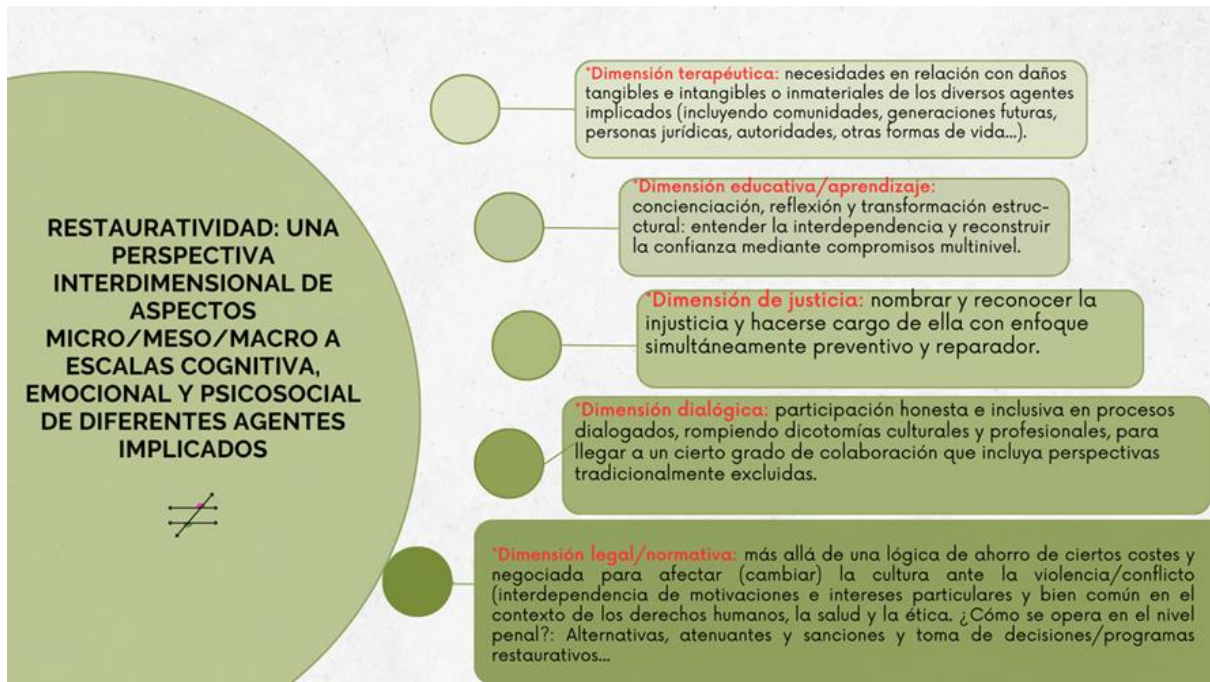 RESTAURATIVIDAD: UNA
PERSPECTIVA
INTERDIMENSIONAL DE
ASPECTOS
MICRO/MESO/MACRO A
ESCALAS COGNITIVA,
EMOCIONAL Y PSICOSOCIAL
DE DIFERENTES AGENTES
IMPLICADOS
*Dimensión terapéutica: necesidades en relación con daños
tangibles e intangibles o inmateriales de los diversos agentes
implicados (incluyendo comunidades, generaciones futuras,
personas jurídicas, autoridades, otras formas de vida...).
*Dimensión educativa/aprendizaje:
concienciación, reflexión y transformación estruc-
ctural: entender la interdependencia y reconstruir
la confianza mediante compromisos multinivel.
*Dimensión de justicia: nombrar y reconocer la
injusticia y hacerse cargo de ella con enfoque
simultáneamente preventivo y reparador.
*Dimensión dialógica: participación honesta e inclusiva en procesos
dialogados, rompiendo dicotomías culturales y profesionales, para
llegar a un cierto grado de colaboración que incluya perspectivas
tradicionalmente excluidas.
*Dimensión legal/normativa: más allá de una lógica de ahorro de ciertos costes y
negociada para afectar (cambiar) la cultura ante la violencia/conflicto
(interdependencia de motivaciones e intereses particulares y bien común en el
contexto de los derechos humanos, la salud y la ética. ¿Cómo se opera en el nivel
penal?: Alternativas, atenuantes y sanciones y toma de decisiones/programas
restaurativos...